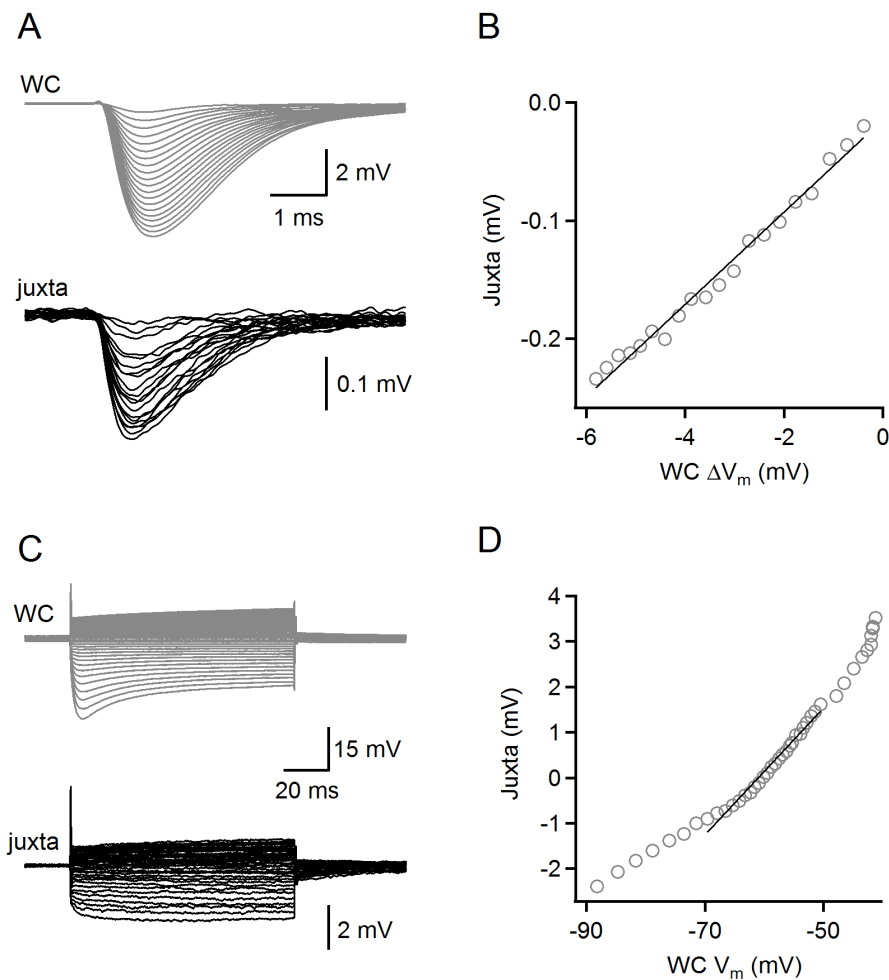 A
WC
2 mV
1 ms
juxta
0.1 mV
B
0.0
-0.1
-0.2
Juxta (mV)
-6 -4 -2 0
WC ΔVm (mV)
C
WC
15 mV
20 ms
juxta
2 mV
D
4
3
2
1
0
-1
-2
Juxta (mV)
-90 -70 -50
WC Vm (mV)